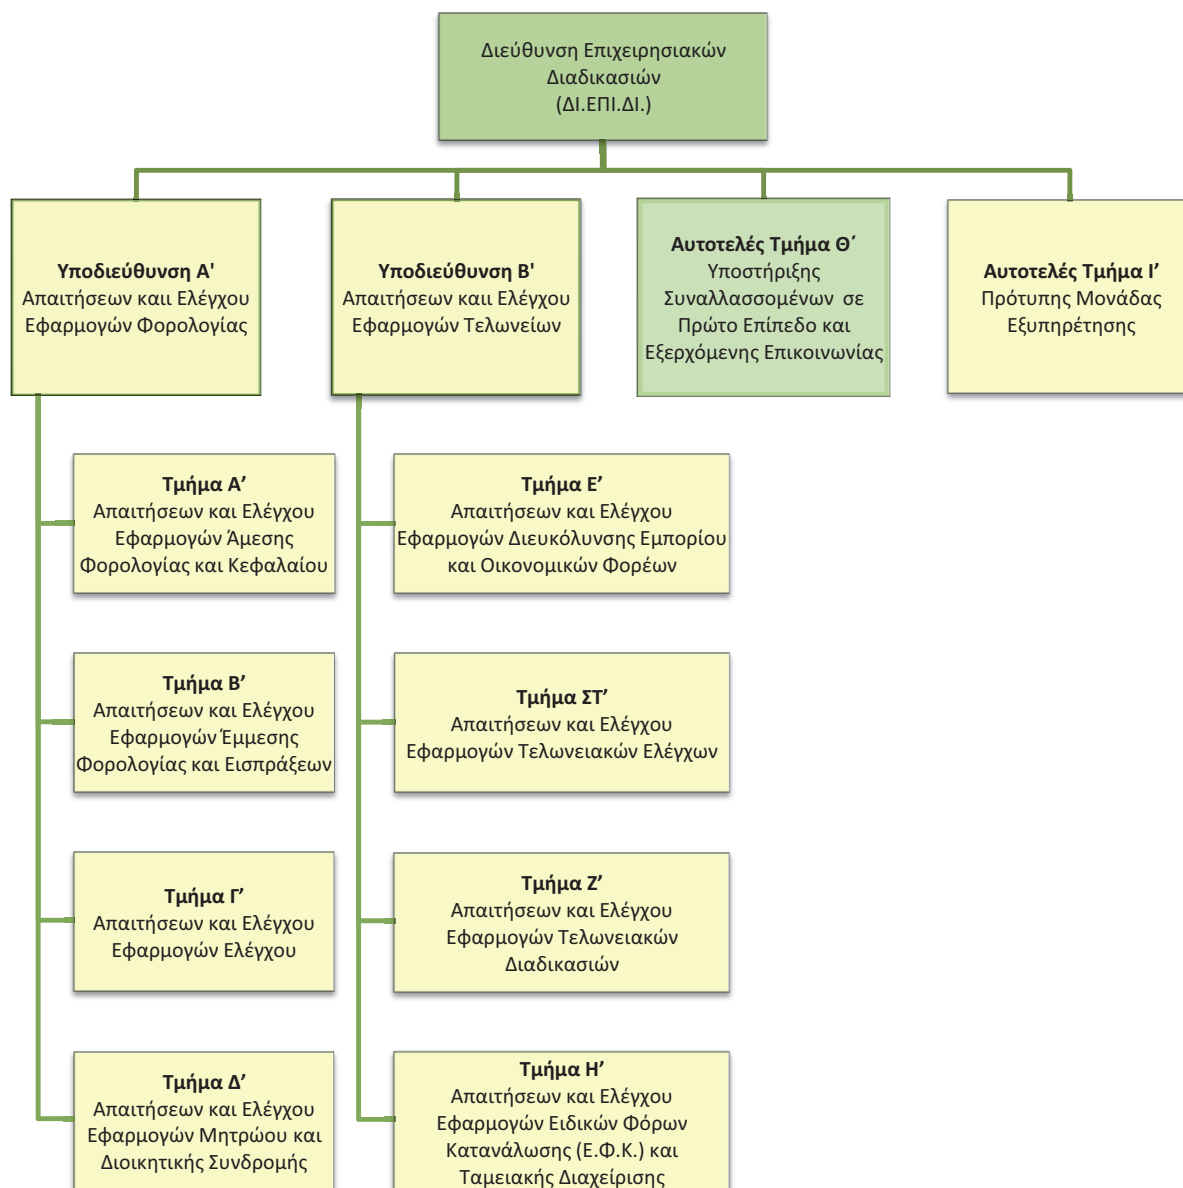 Διεύθυνση Επιχειρησιακών
Διαδικασιών
(ΔΙ.ΕΠΙ.ΔΙ.)
Υποδιεύθυνση Α'
Απαιτήσεων καιι Ελέγχου
Εφαρμογών Φορολογίας
Υποδιεύθυνση Β'
Απαιτήσεων καιι Ελέγχου
Εφαρμογών Τελωνείων
Αυτοτελές Τμήμα Θ΄
Υποστήριξης
Συναλλασσομένων σε
Πρώτο Επίπεδο και
Εξερχόμενης Επικοινωνίας
Αυτοτελές Τμήμα Ι’
Πρότυπης Μονάδας
Εξυπηρέτησης
Τμήμα Α’
Απαιτήσεων και Ελέγχου
Εφαρμογών Άμεσης
Φορολογίας και Κεφαλαίου
Τμήμα Β’
Απαιτήσεων και Ελέγχου
Εφαρμογών Έμμεσης
Φορολογίας και Εισπράξεων
Τμήμα Γ’
Απαιτήσεων και Ελέγχου
Εφαρμογών Ελέγχου
Τμήμα Δ’
Απαιτήσεων και Ελέγχου
Εφαρμογών Μητρώου και
Διοικητικής Συνδρομής
Τμήμα Ε’
Απαιτήσεων και Ελέγχου
Εφαρμογών Διευκόλυνσης Εμπορίου
και Οικονομικών Φορέων
Τμήμα ΣΤ’
Απαιτήσεων και Ελέγχου
Εφαρμογών Τελωνειακών Ελέγχων
Τμήμα Ζ’
Απαιτήσεων και Ελέγχου
Εφαρμογών Τελωνειακών
Διαδικασιών
Τμήμα Η’
Απαιτήσεων και Ελέγχου
Εφαρμογών Ειδικών Φόρων
Κατανάλωσης (Ε.Φ.Κ.) και
Ταμειακής Διαχείρισης